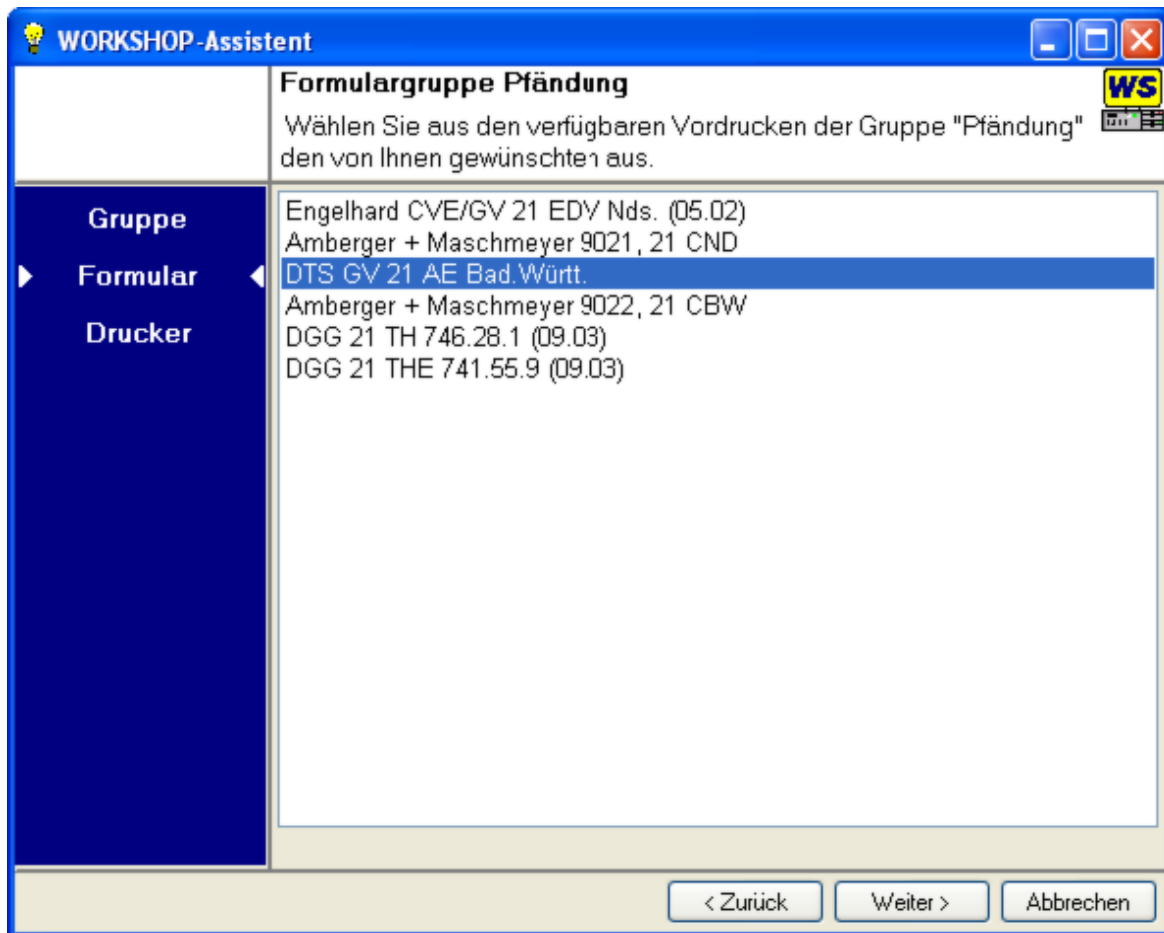 WORKSHOP-Assistent
Formulargruppe Pfändung
WS
Wählen Sie aus den verfügbaren Vordrucken der Gruppe "Pfändung"
den von Ihnen gewünschten aus.
Gruppe
Formular
Drucker
Engelhard CVE/GV 21 EDV Nds. (05.02)
Amberger + Maschmeyer 9021, 21 CND
DTS GV 21 AE Bad.Württ.
Amberger + Maschmeyer 9022, 21 CBW
DGG 21 TH 746.28.1 (09.03)
DGG 21 THE 741.55.9 (09.03)
< Zurück
Weiter >
Abbrechen